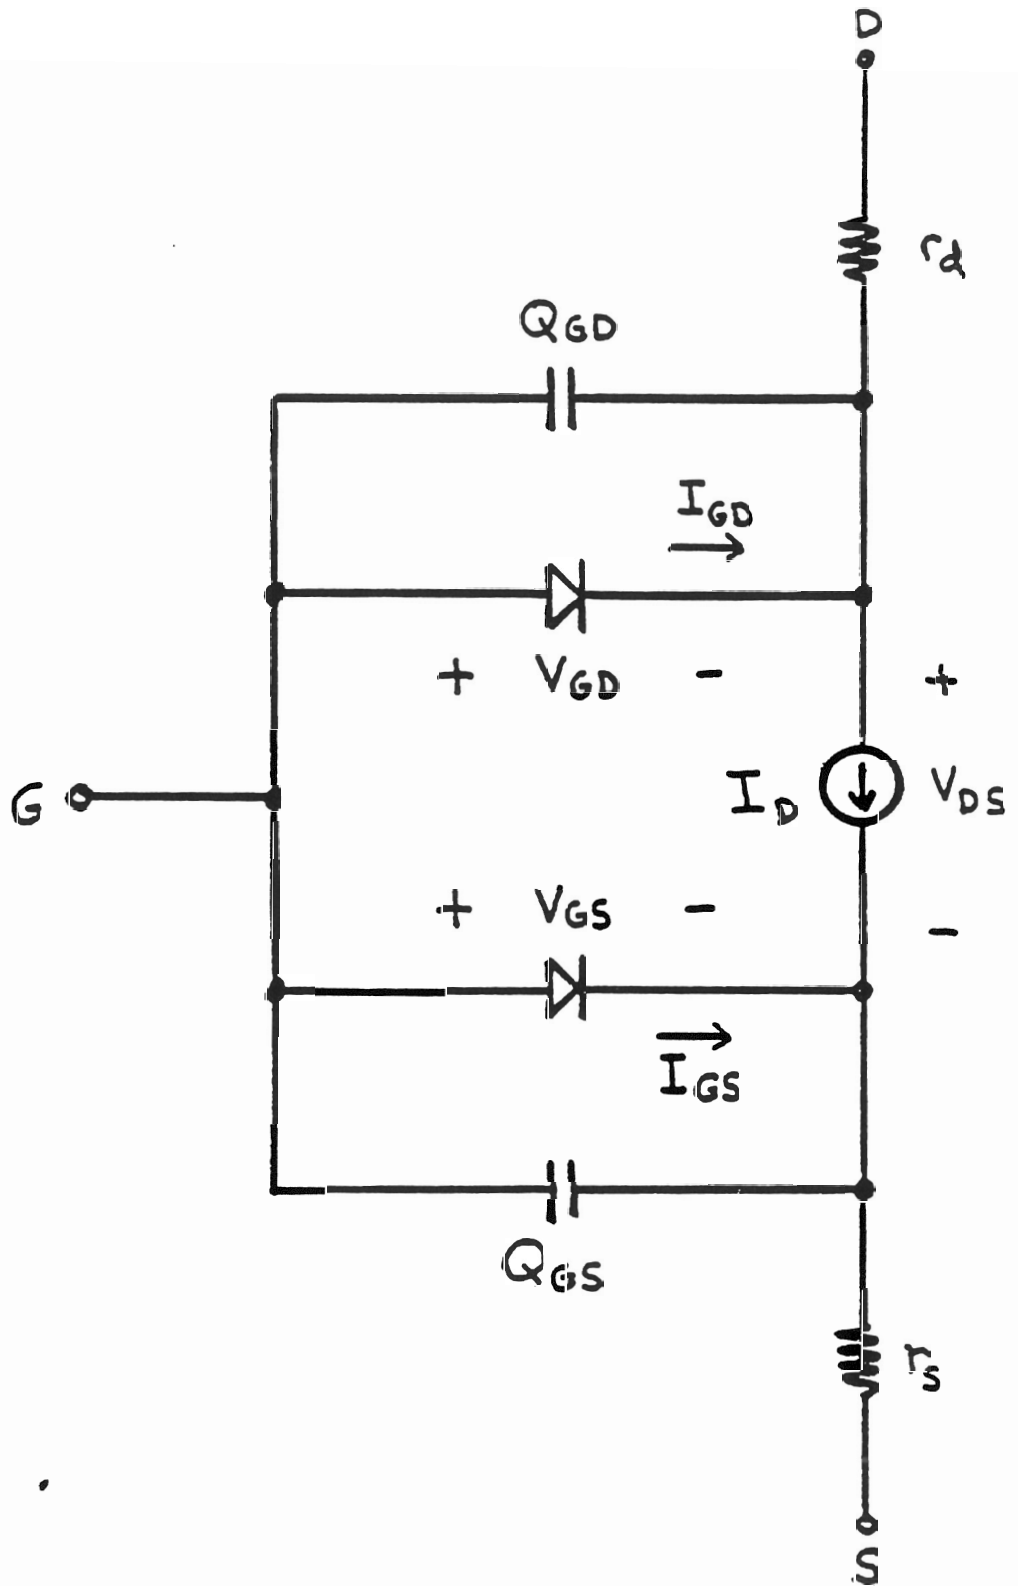 D
rd
QGD
IGD
+ VGD -
+
G
ID
VDS
+ VGS -
-
IGS
QGS
rs
S